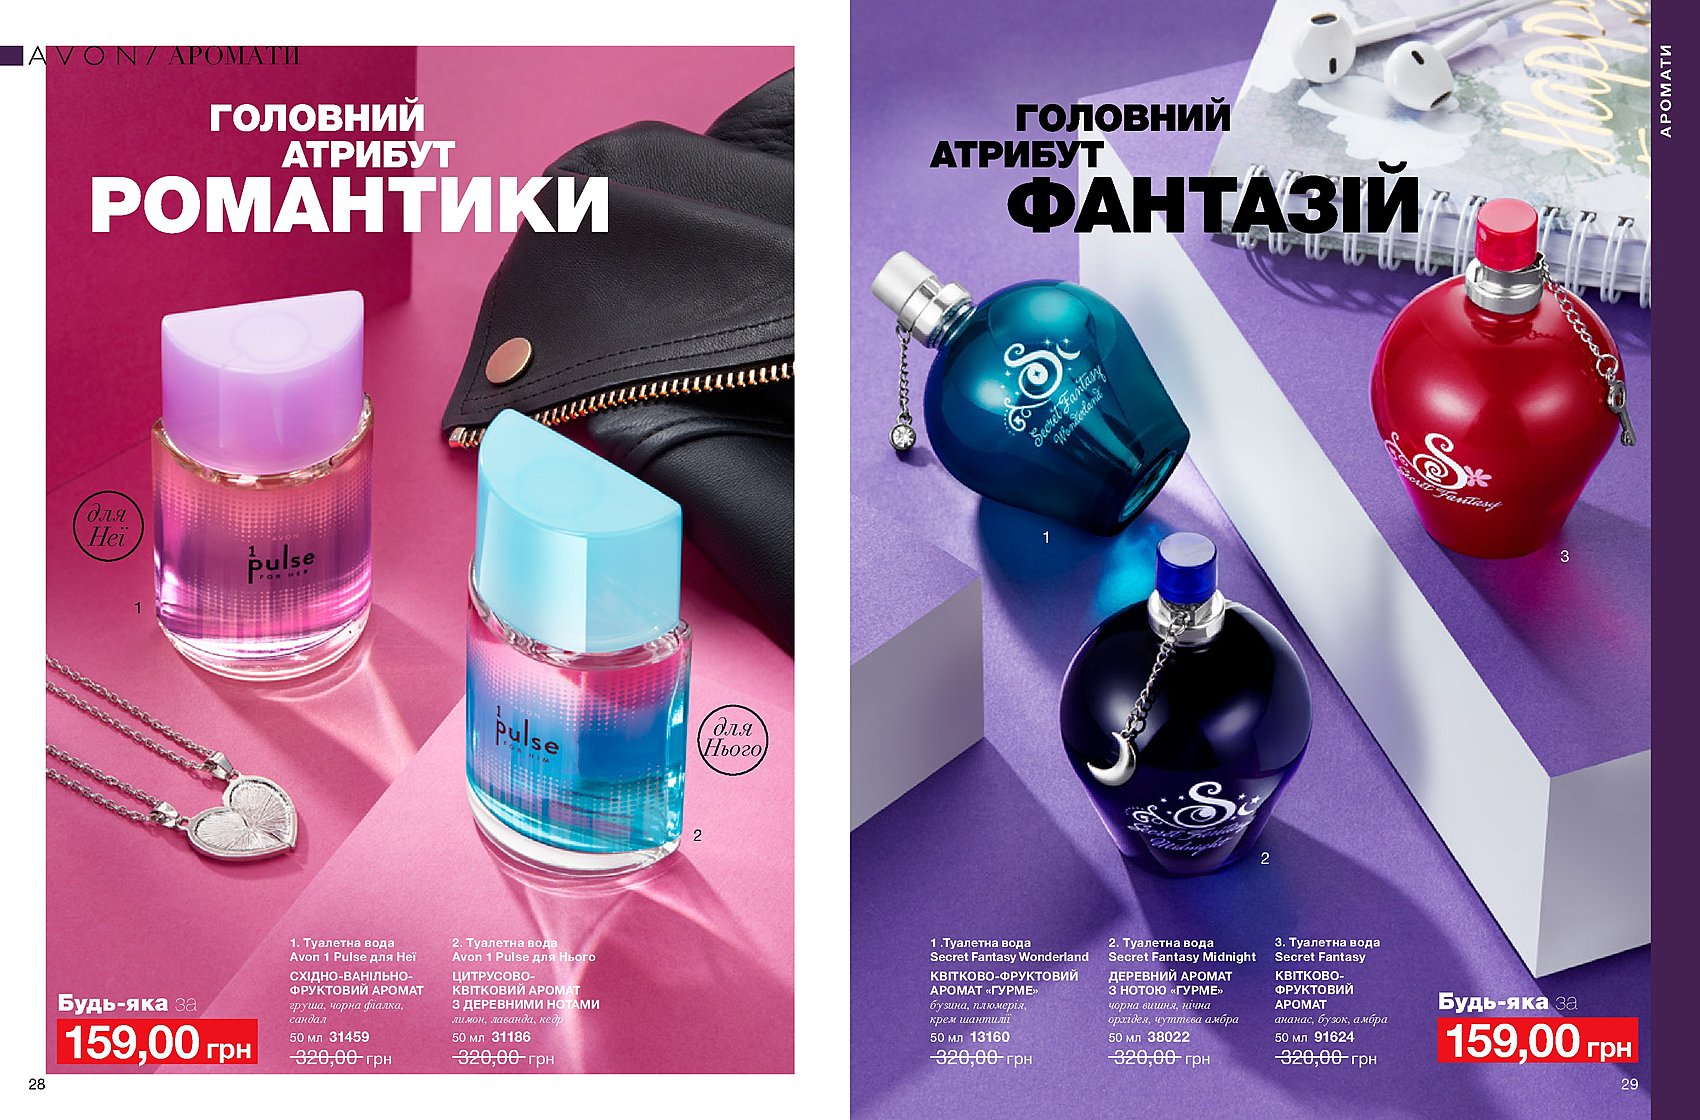 AVON / АРОМАТИ
ГОЛОВНИЙ
АТРИБУТ
РОМАНТИКИ
для
Неї
1
AVON
1
pulse
FOR HER
AVON
1
pulse
FOR HIM
для
Нього
2
Будь-яка за
159,00 грн
1. Туалетна вода
Avon 1 Pulse для Неї
СХІДНО-ВАНІЛЬНО-
ФРУКТОВИЙ АРОМАТ
груша, чорна фіалка,
сандал
50 мл 31459
320,00 грн
2. Туалетна вода
Avon 1 Pulse для Нього
ЦИТРУСОВО-
КВІТКОВИЙ АРОМАТ
З ДЕРЕВНИМИ НОТАМИ
лимон, лаванда, кедр
50 мл 31186
320,00 грн
28
АРОМАТИ
ГОЛОВНИЙ
АТРИБУТ
ФАНТАЗІЙ
Happy
S
Secret Fantasy
Wonderland
1
S
Secret Fantasy
3
S
Secret Fantasy
Midnight
2
1 .Туалетна вода
Secret Fantasy Wonderland
КВІТКОВО-ФРУКТОВИЙ
АРОМАТ «ГУРМЕ»
бузина, плюмерія,
крем шантилії
50 мл 13160
320,00 грн
2. Туалетна вода
Secret Fantasy Midnight
ДЕРЕВНИЙ АРОМАТ
З НОТОЮ «ГУРМЕ»
чорна вишня, нічна
орхідея, чуттєва амбра
50 мл 38022
320,00 грн
3. Туалетна вода
Secret Fantasy
КВІТКОВО-
ФРУКТОВИЙ
АРОМАТ
ананас, бузок, амбра
50 мл 91624
320,00 грн
Будь-яка за
159,00 грн
29